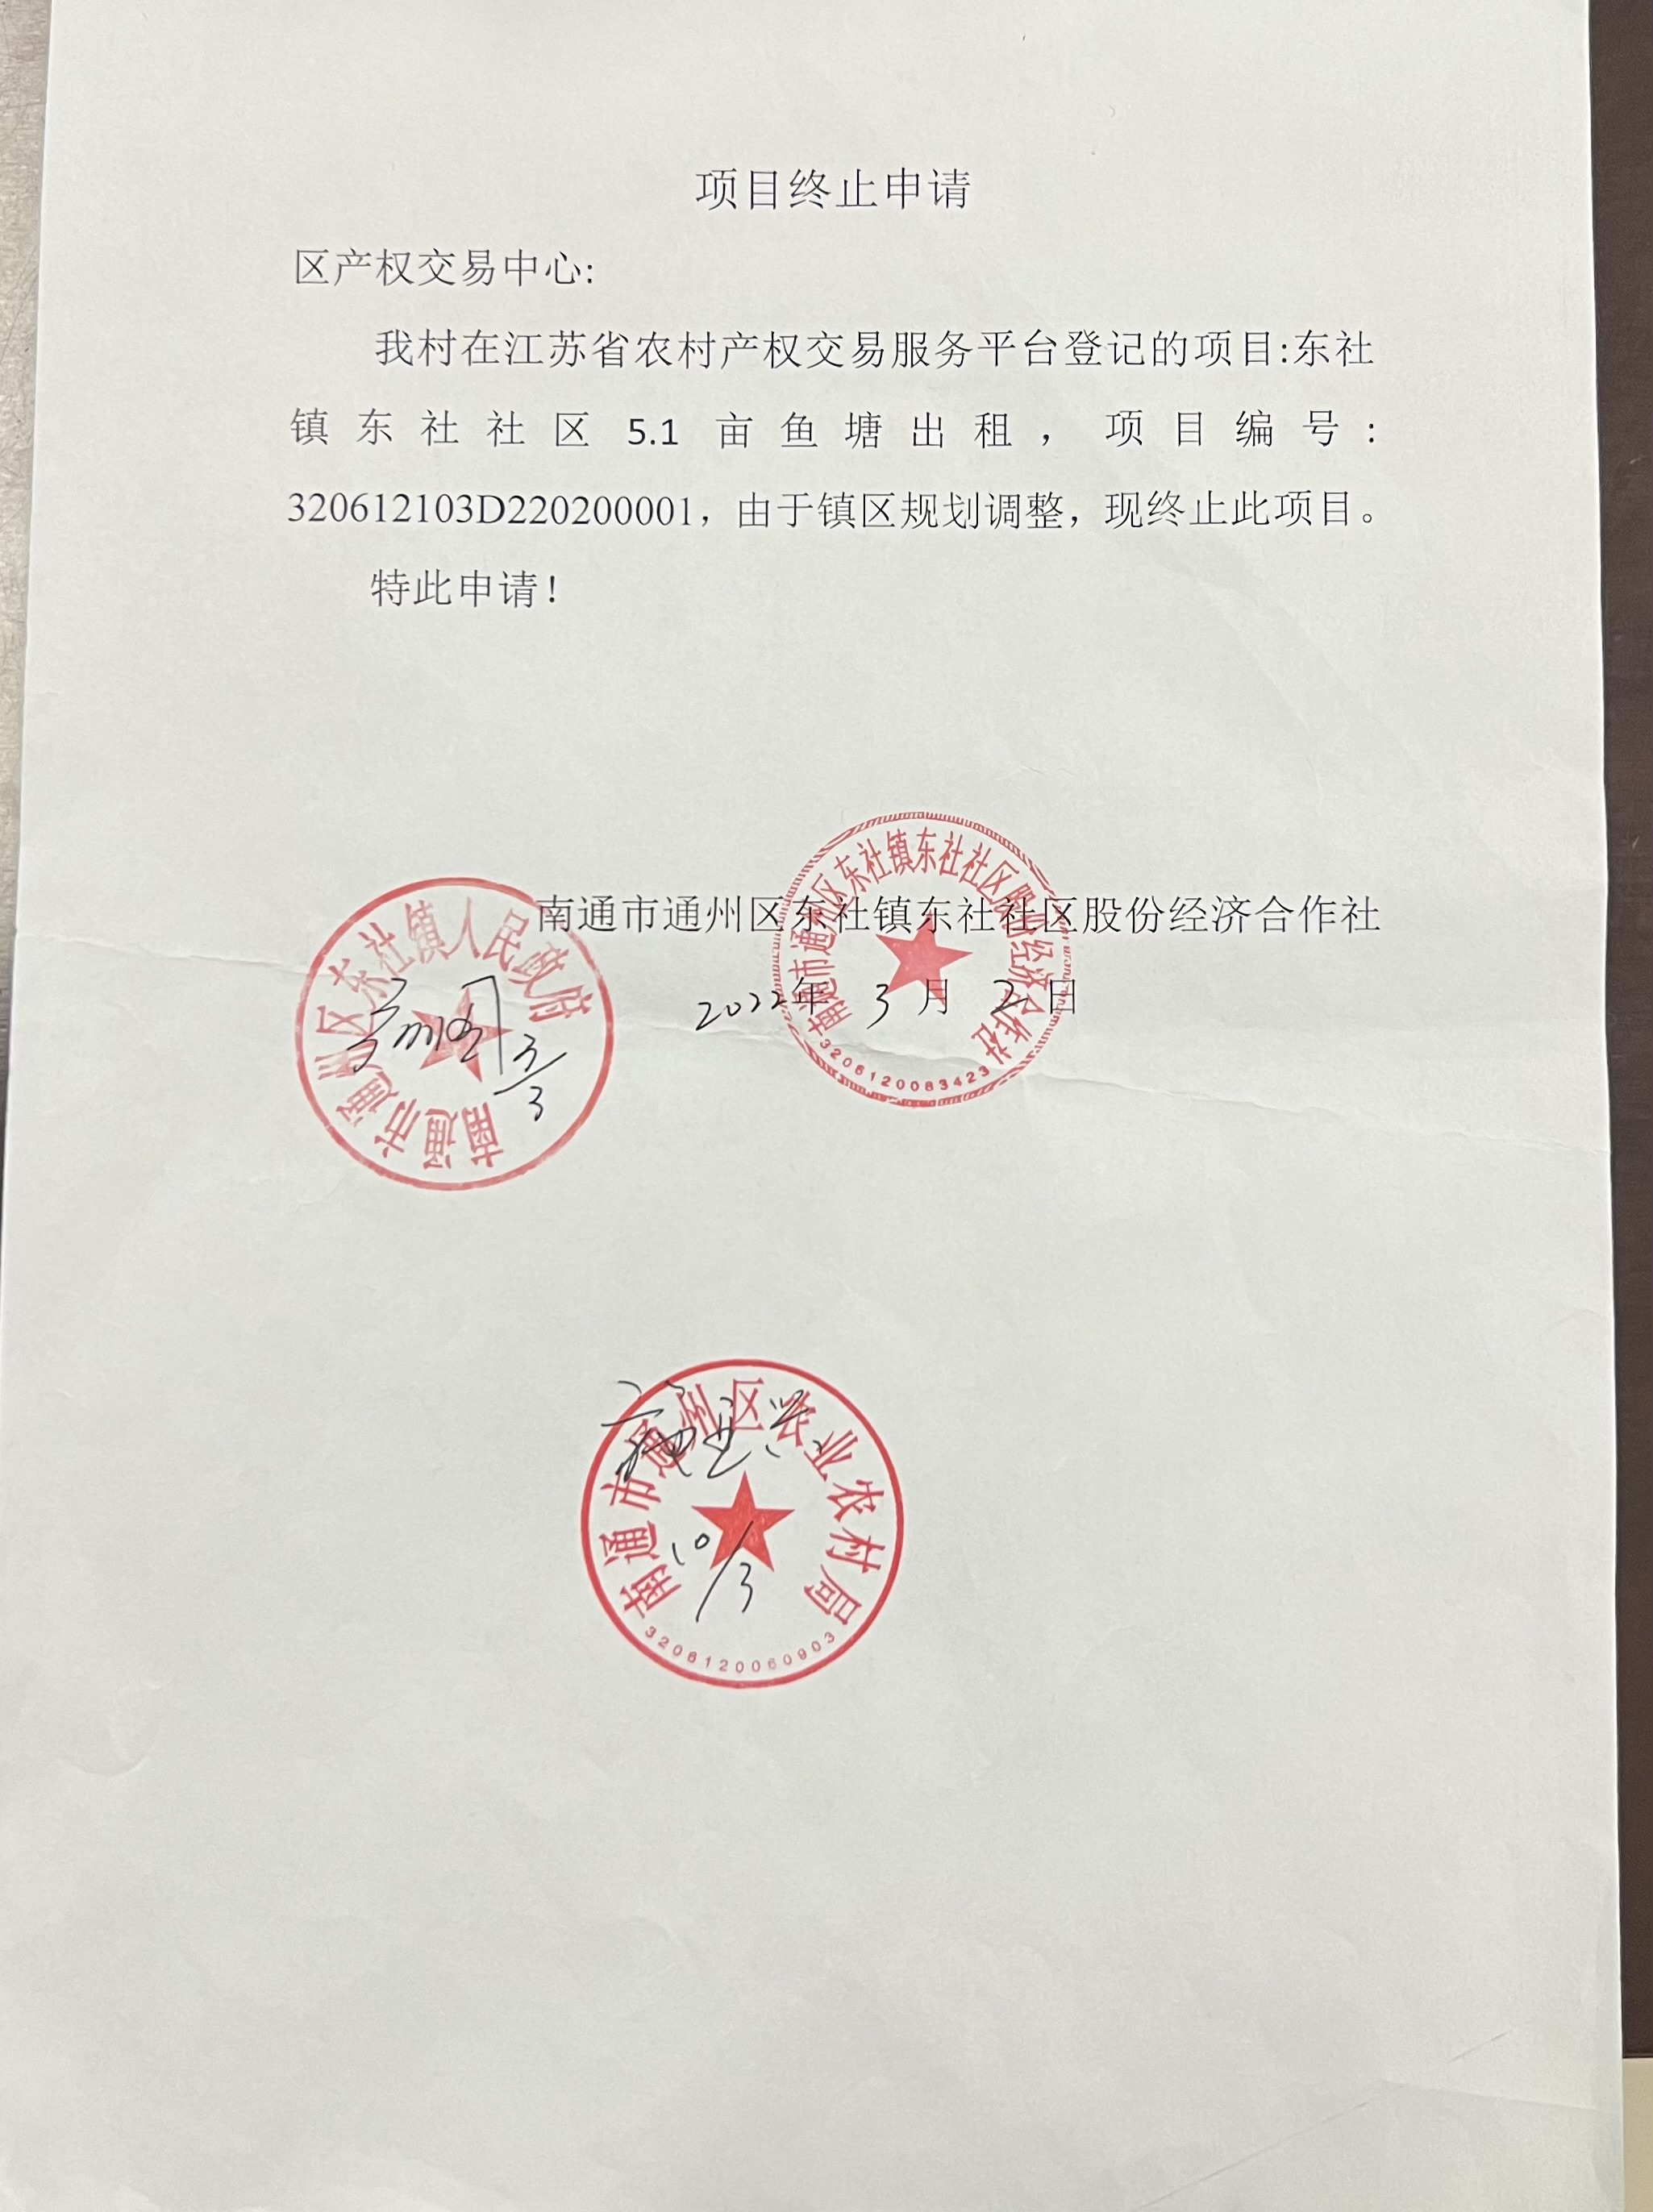 项目终止申请
区产权交易中心:
我村在江苏省农村产权交易服务平台登记的项目:东社
镇东社社区5.1亩鱼塘出租，项目编号:
320612103D220200001，由于镇区规划调整，现终止此项目。
特此申请！
南通市通州区东社镇东社社区股份经济合作社
2022年3月2日
南通市通州区东社镇东社社区股份经济合作社
3206120083423
南通市通州区东社镇人民政府
3/3
南通市通州区农业农村局
10/3
3206120060903